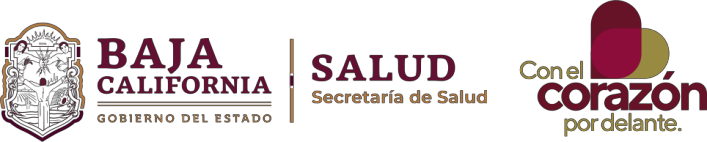 BAJA
CALIFORNIA
GOBIERNO DEL ESTADO
SALUD
Secretaría de Salud
Con el
corazón
por delante.